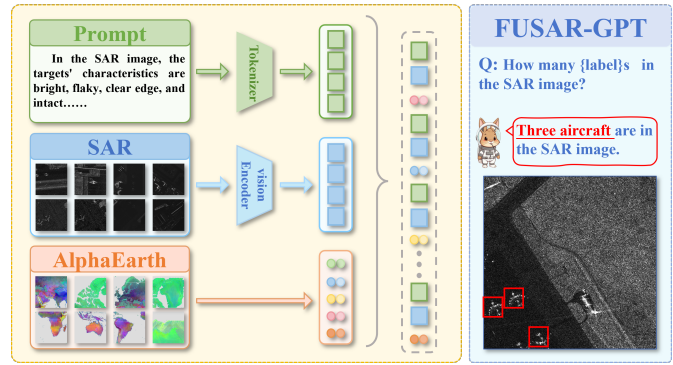 Prompt
In the SAR image, the
targets' characteristics are
bright, flaky, clear edge, and
intact……
Tokenizer
SAR
vision
Encoder
AlphaEarth
FUSAR-GPT
Q: How many {label}s in
the SAR image?
Three aircraft are in
the SAR image.